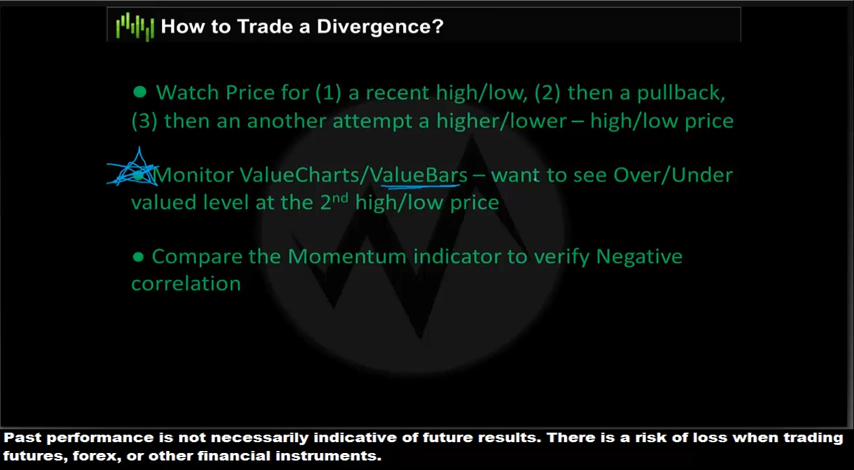 How to Trade a Divergence?
● Watch Price for (1) a recent high/low, (2) then a pullback,
(3) then an another attempt a higher/lower – high/low price
● Monitor ValueCharts/ValueBars – want to see Over/Under
valued level at the 2nd high/low price
● Compare the Momentum indicator to verify Negative
correlation
Past performance is not necessarily indicative of future results. There is a risk of loss when trading
futures, forex, or other financial instruments.